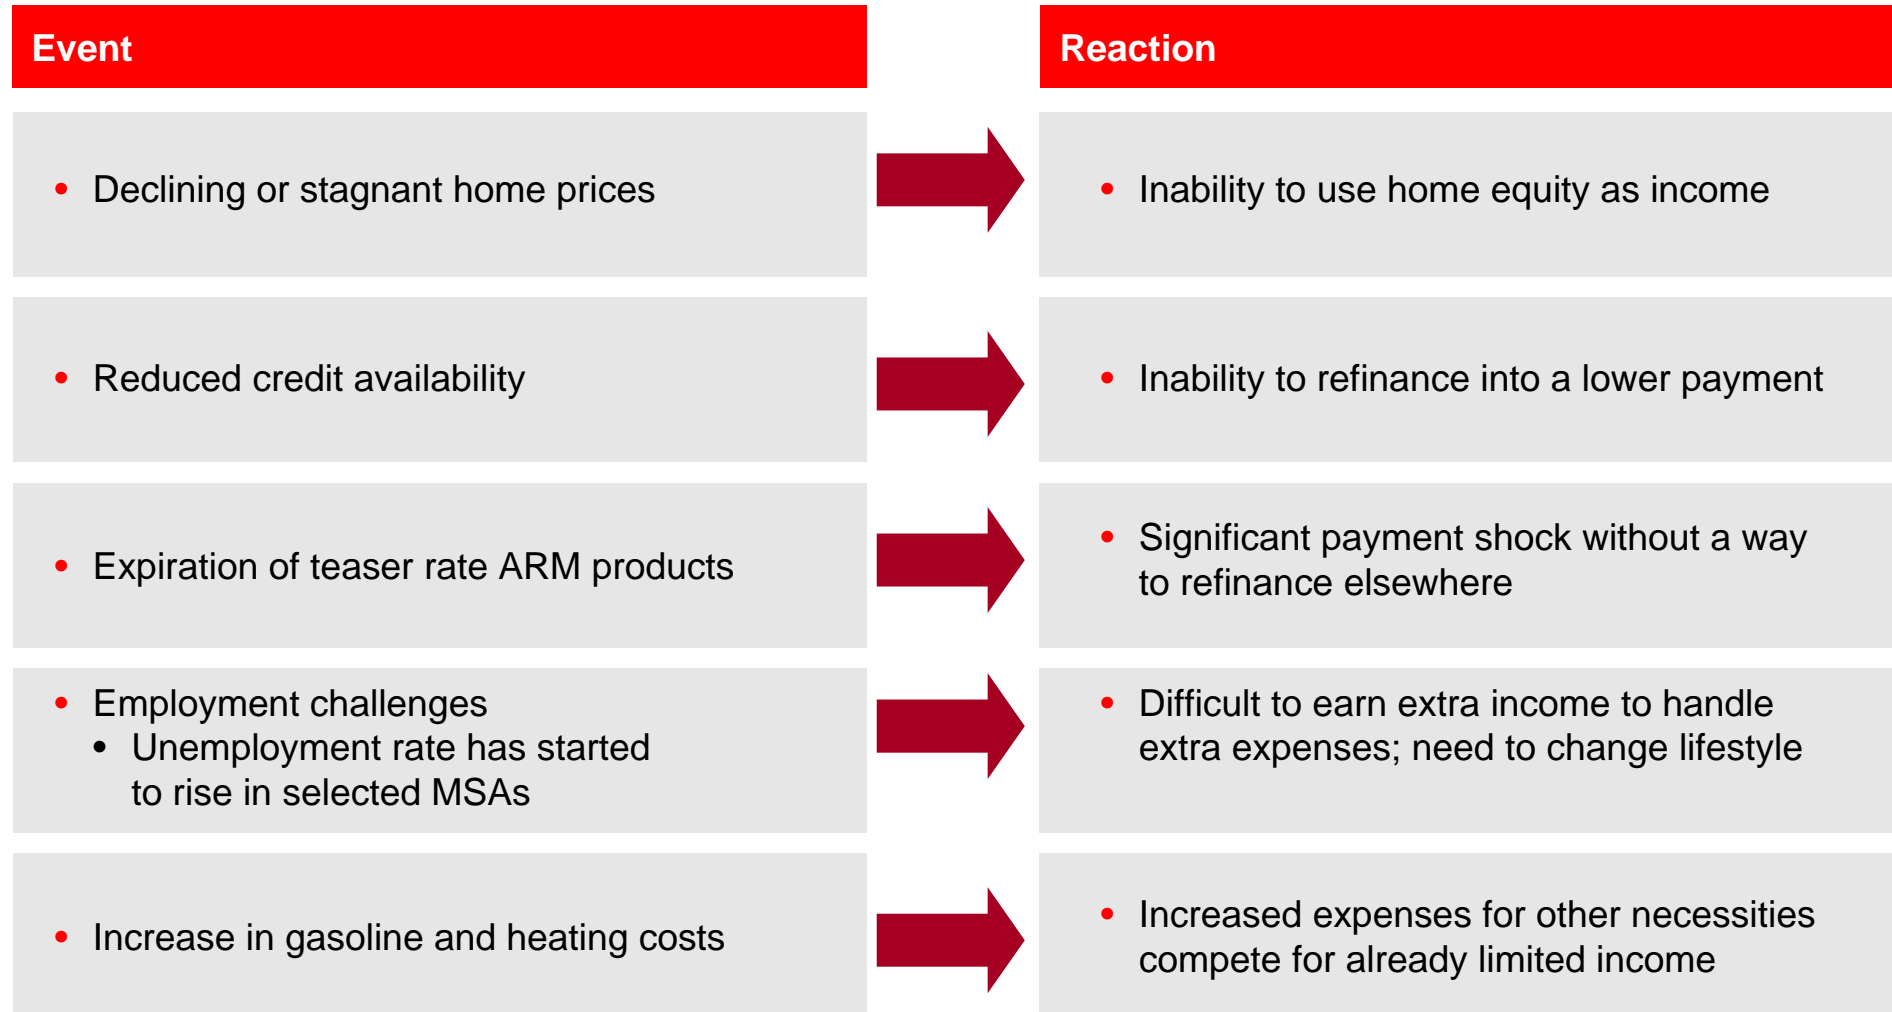 Event
Reaction
• Declining or stagnant home prices
• Inability to use home equity as income
• Reduced credit availability
• Inability to refinance into a lower payment
• Expiration of teaser rate ARM products
• Significant payment shock without a way
to refinance elsewhere
• Employment challenges
• Unemployment rate has started
to rise in selected MSAs
• Difficult to earn extra income to handle
extra expenses; need to change lifestyle
• Increase in gasoline and heating costs
• Increased expenses for other necessities
compete for already limited income